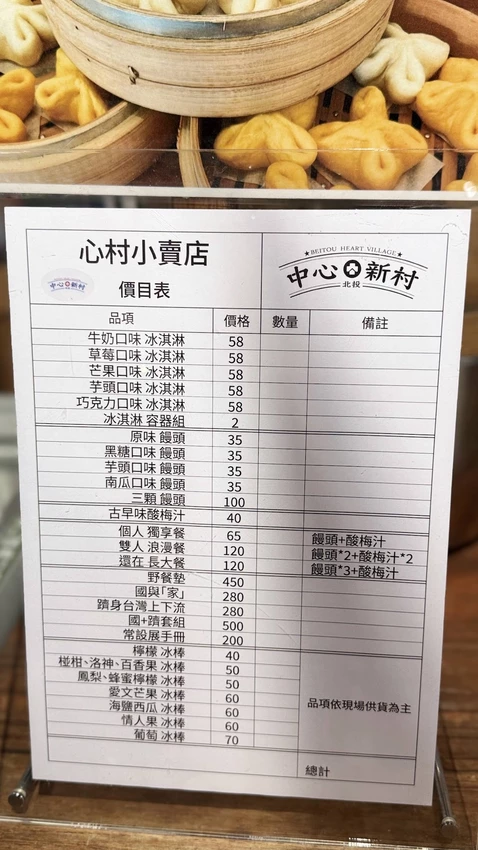 心村小賣店
價目表
中心新村
★BEITOU HEART VILLAGE★
中心新村
北投
品項 價格 數量 備註
牛奶口味 冰淇淋 58
草莓口味 冰淇淋 58
芒果口味 冰淇淋 58
芋頭口味 冰淇淋 58
巧克力口味 冰淇淋 58
冰淇淋 容器組 2
原味 饅頭 35
黑糖口味 饅頭 35
芋頭口味 饅頭 35
南瓜口味 饅頭 35
三顆 饅頭 100
古早味酸梅汁 40
個人 獨享餐 65 饅頭+酸梅汁
雙人 浪漫餐 120 饅頭*2+酸梅汁*2
還在 長大餐 120 饅頭*3+酸梅汁
野餐墊 450
國與「家」 280
躋身台灣上下流 280
國+躋套組 500
常設展手冊 200
檸檬 冰棒 40
椪柑、洛神、百香果 冰棒 50
鳳梨、蜂蜜檸檬 冰棒 50
愛文芒果 冰棒 60
海鹽西瓜 冰棒 60
情人果 冰棒 60
葡萄 冰棒 70
品項依現場供貨為主
總計